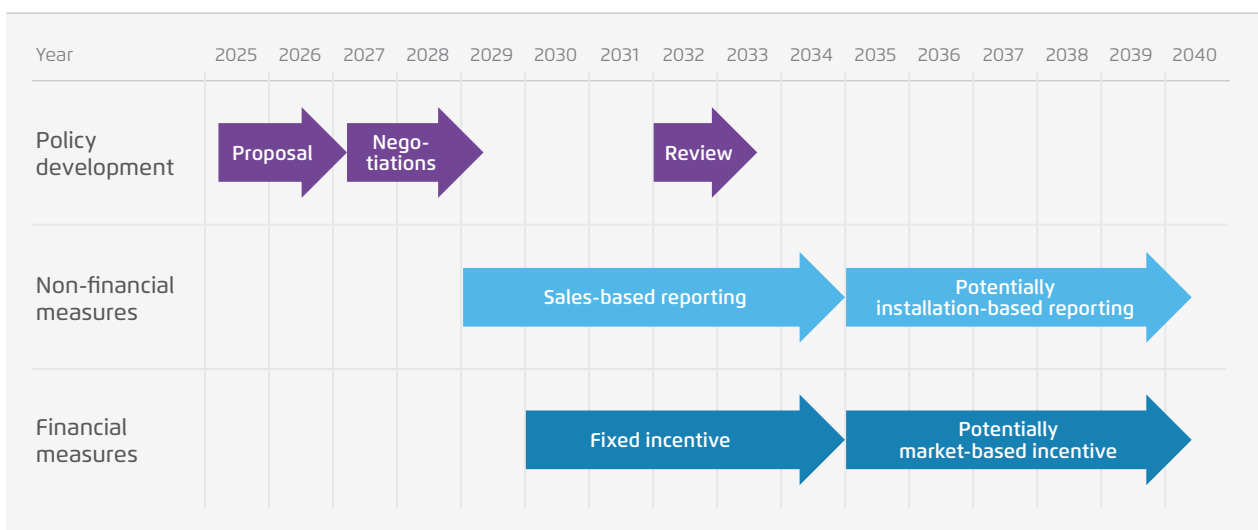 Year 2025 2026 2027 2028 2029 2030 2031 2032 2033 2034 2035 2036 2037 2038 2039 2040
Policy
development
Proposal
Nego-
tiations
Review
Non-financial
measures
Sales-based reporting
Potentially
installation-based reporting
Financial
measures
Fixed incentive
Potentially
market-based incentive